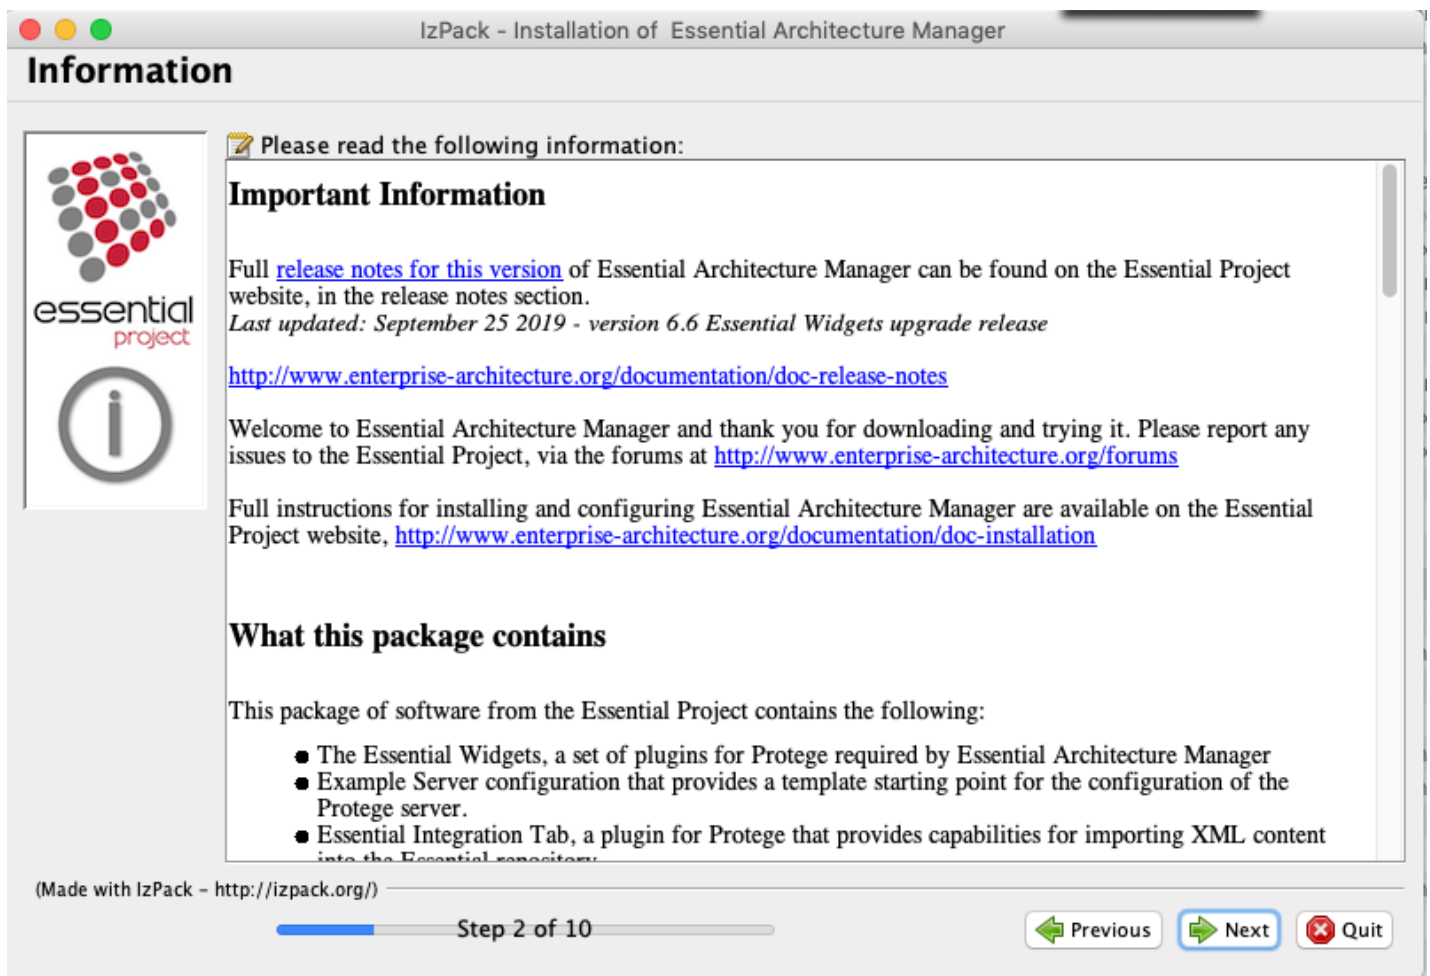 IzPack - Installation of Essential Architecture Manager
Information
essential
project
Please read the following information:
Important Information
Full release notes for this version of Essential Architecture Manager can be found on the Essential Project
website, in the release notes section.
Last updated: September 25 2019 - version 6.6 Essential Widgets upgrade release
http://www.enterprise-architecture.org/documentation/doc-release-notes
Welcome to Essential Architecture Manager and thank you for downloading and trying it. Please report any
issues to the Essential Project, via the forums at http://www.enterprise-architecture.org/forums
Full instructions for installing and configuring Essential Architecture Manager are available on the Essential
Project website, http://www.enterprise-architecture.org/documentation/doc-installation
What this package contains
This package of software from the Essential Project contains the following:
● The Essential Widgets, a set of plugins for Protege required by Essential Architecture Manager
● Example Server configuration that provides a template starting point for the configuration of the
Protege server.
● Essential Integration Tab, a plugin for Protege that provides capabilities for importing XML content
into the Essential repository
(Made with IzPack - http://izpack.org/)
Step 2 of 10
Previous
Next
Quit